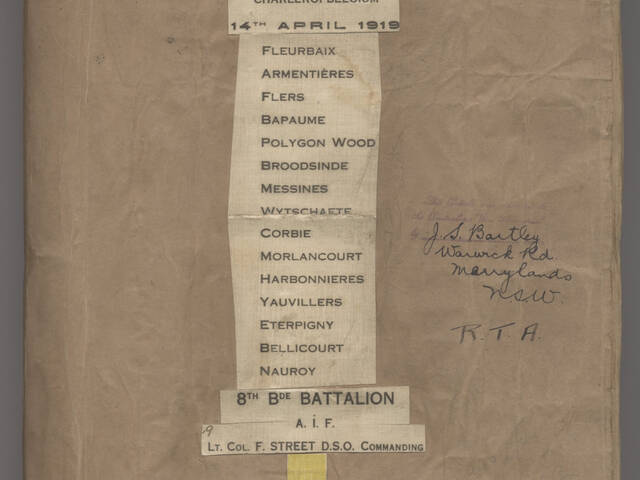 CHARLEROI BELGIUM
14TH APRIL 1919
FLEURBAIX
ARMENTIÈRES
FLERS
BAPAUME
POLYGON WOOD
BROODSINDE
MESSINES
WYTSCHAETE
CORBIE
MORLANCOURT
HARBONNIERES
YAUVILLERS
ETERPIGNY
BELLICOURT
NAUROY
8TH BDE BATTALION
A. I. F.
LT. COL. F. STREET D.S.O. COMMANDING
J. S. Bartley
Warwick Rd.
Merrylands
N.S.W.
R. T. A.